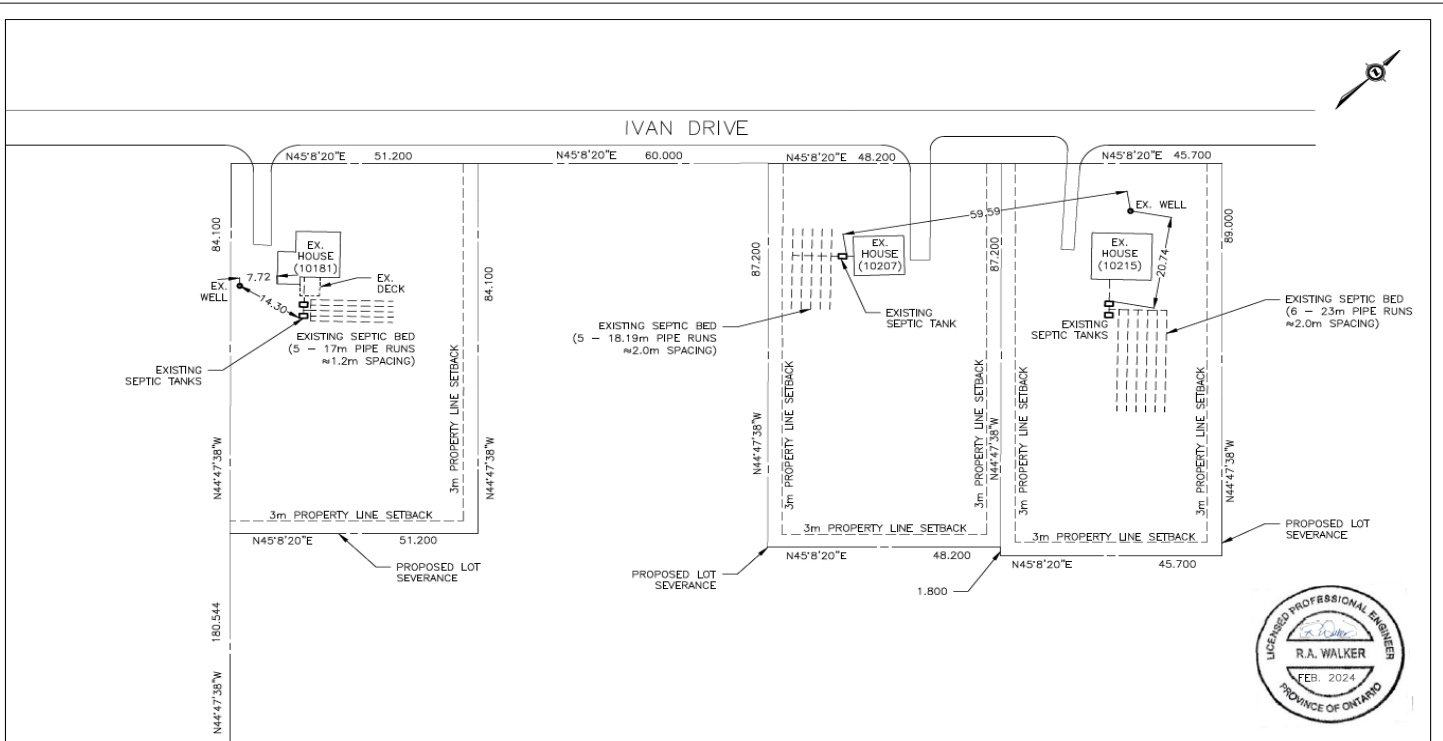 IVAN DRIVE
N45°8'20"E 51.200
N45°8'20"E 60.000
N45°8'20"E 48.200
N45°8'20"E 45.700
84.100
EX.
HOUSE
(10181)
7.72
EX.
WELL
14.30
EX.
DECK
84.100
EXISTING SEPTIC BED
(5 – 17m PIPE RUNS
≈1.2m SPACING)
EXISTING
SEPTIC TANKS
3m PROPERTY LINE SETBACK
N44°47'38"W
N44°47'38"W
3m PROPERTY LINE SETBACK
N45°8'20"E 51.200
PROPOSED LOT
SEVERANCE
180.544
N44°47'38"W
87.200
EX.
HOUSE
(10207)
59.59
87.200
EXISTING
SEPTIC TANK
EXISTING SEPTIC BED
(5 – 18.19m PIPE RUNS
≈2.0m SPACING)
3m PROPERTY LINE SETBACK
3m PROPERTY LINE SETBACK
N44°47'38"W
N44°47'38"W
3m PROPERTY LINE SETBACK
N45°8'20"E 48.200
PROPOSED LOT
SEVERANCE
1.800
EX. WELL
EX.
HOUSE
(10215)
20.74
89.000
EXISTING
SEPTIC TANKS
EXISTING SEPTIC BED
(6 – 23m PIPE RUNS
≈2.0m SPACING)
3m PROPERTY LINE SETBACK
3m PROPERTY LINE SETBACK
N44°47'38"W
3m PROPERTY LINE SETBACK
N45°8'20"E 45.700
PROPOSED LOT
SEVERANCE
LICENSED PROFESSIONAL ENGINEER
R.A. WALKER
FEB. 2024
PROVINCE OF ONTARIO